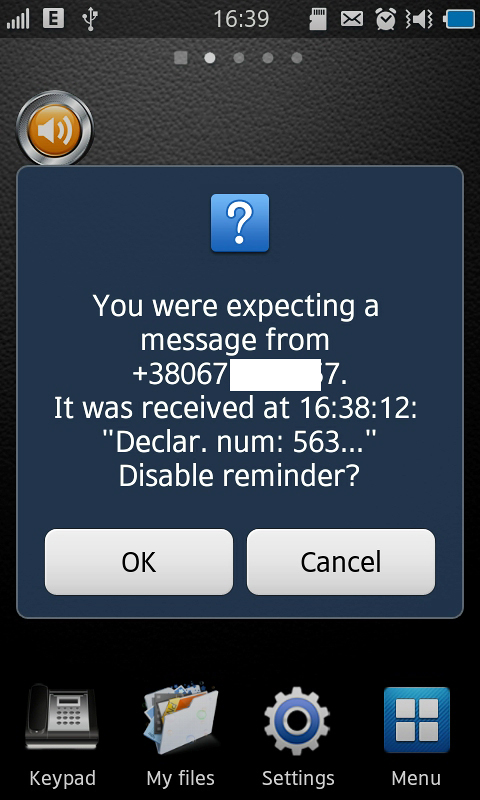 E
16:39
You were expecting a
message from
+38067 7.
It was received at 16:38:12:
"Declar. num: 563..."
Disable reminder?
OK
Cancel
Keypad
My files
Settings
Menu